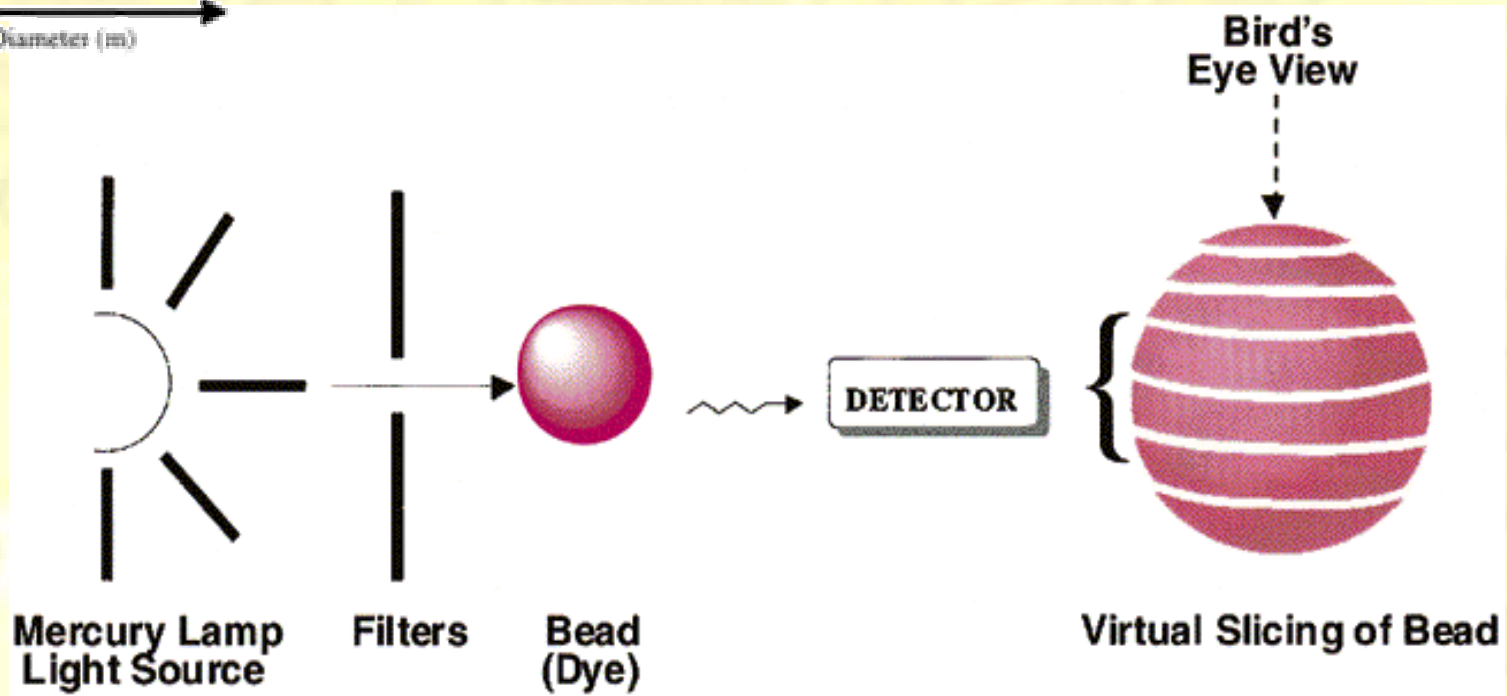 Diameter (m)
Bird's
Eye View
DETECTOR
Mercury Lamp
Light Source
Filters
Bead
(Dye)
Virtual Slicing of Bead